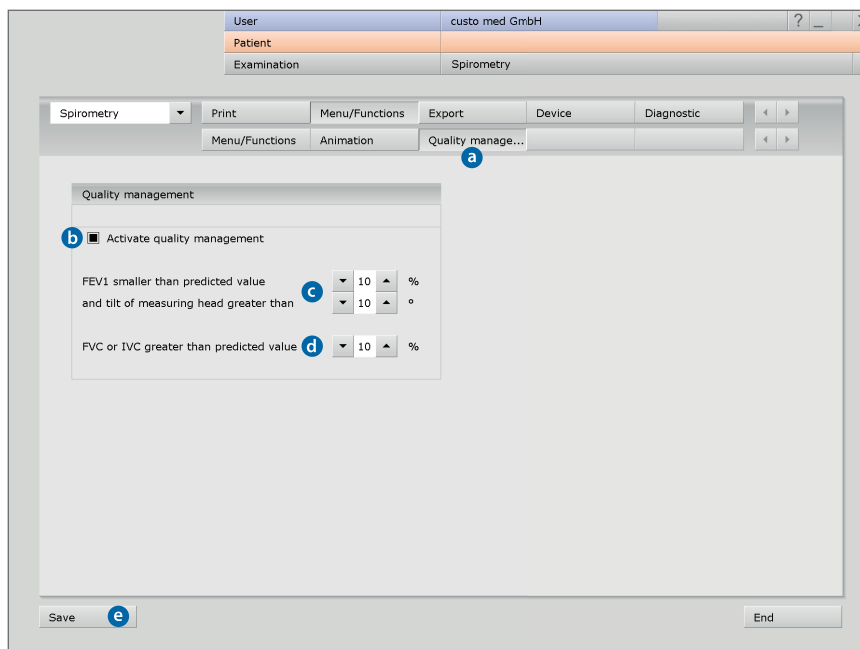 User custo med GmbH ? _
Patient
Examination Spirometry
Spirometry Print Menu/Functions Export Device Diagnostic
Menu/Functions Animation Quality manage...
a
Quality management
b Activate quality management
FEV1 smaller than predicted value 10 %
c
and tilt of measuring head greater than 10 °
FVC or IVC greater than predicted value d 10 %
Save e End